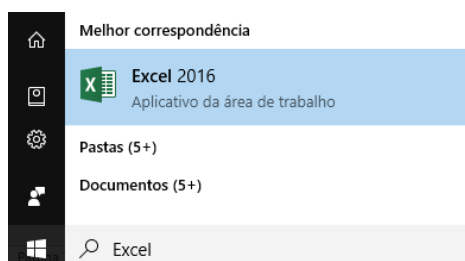 Melhor correspondência
Excel 2016
Aplicativo da área de trabalho
Pastas (5+)
Documentos (5+)
Excel